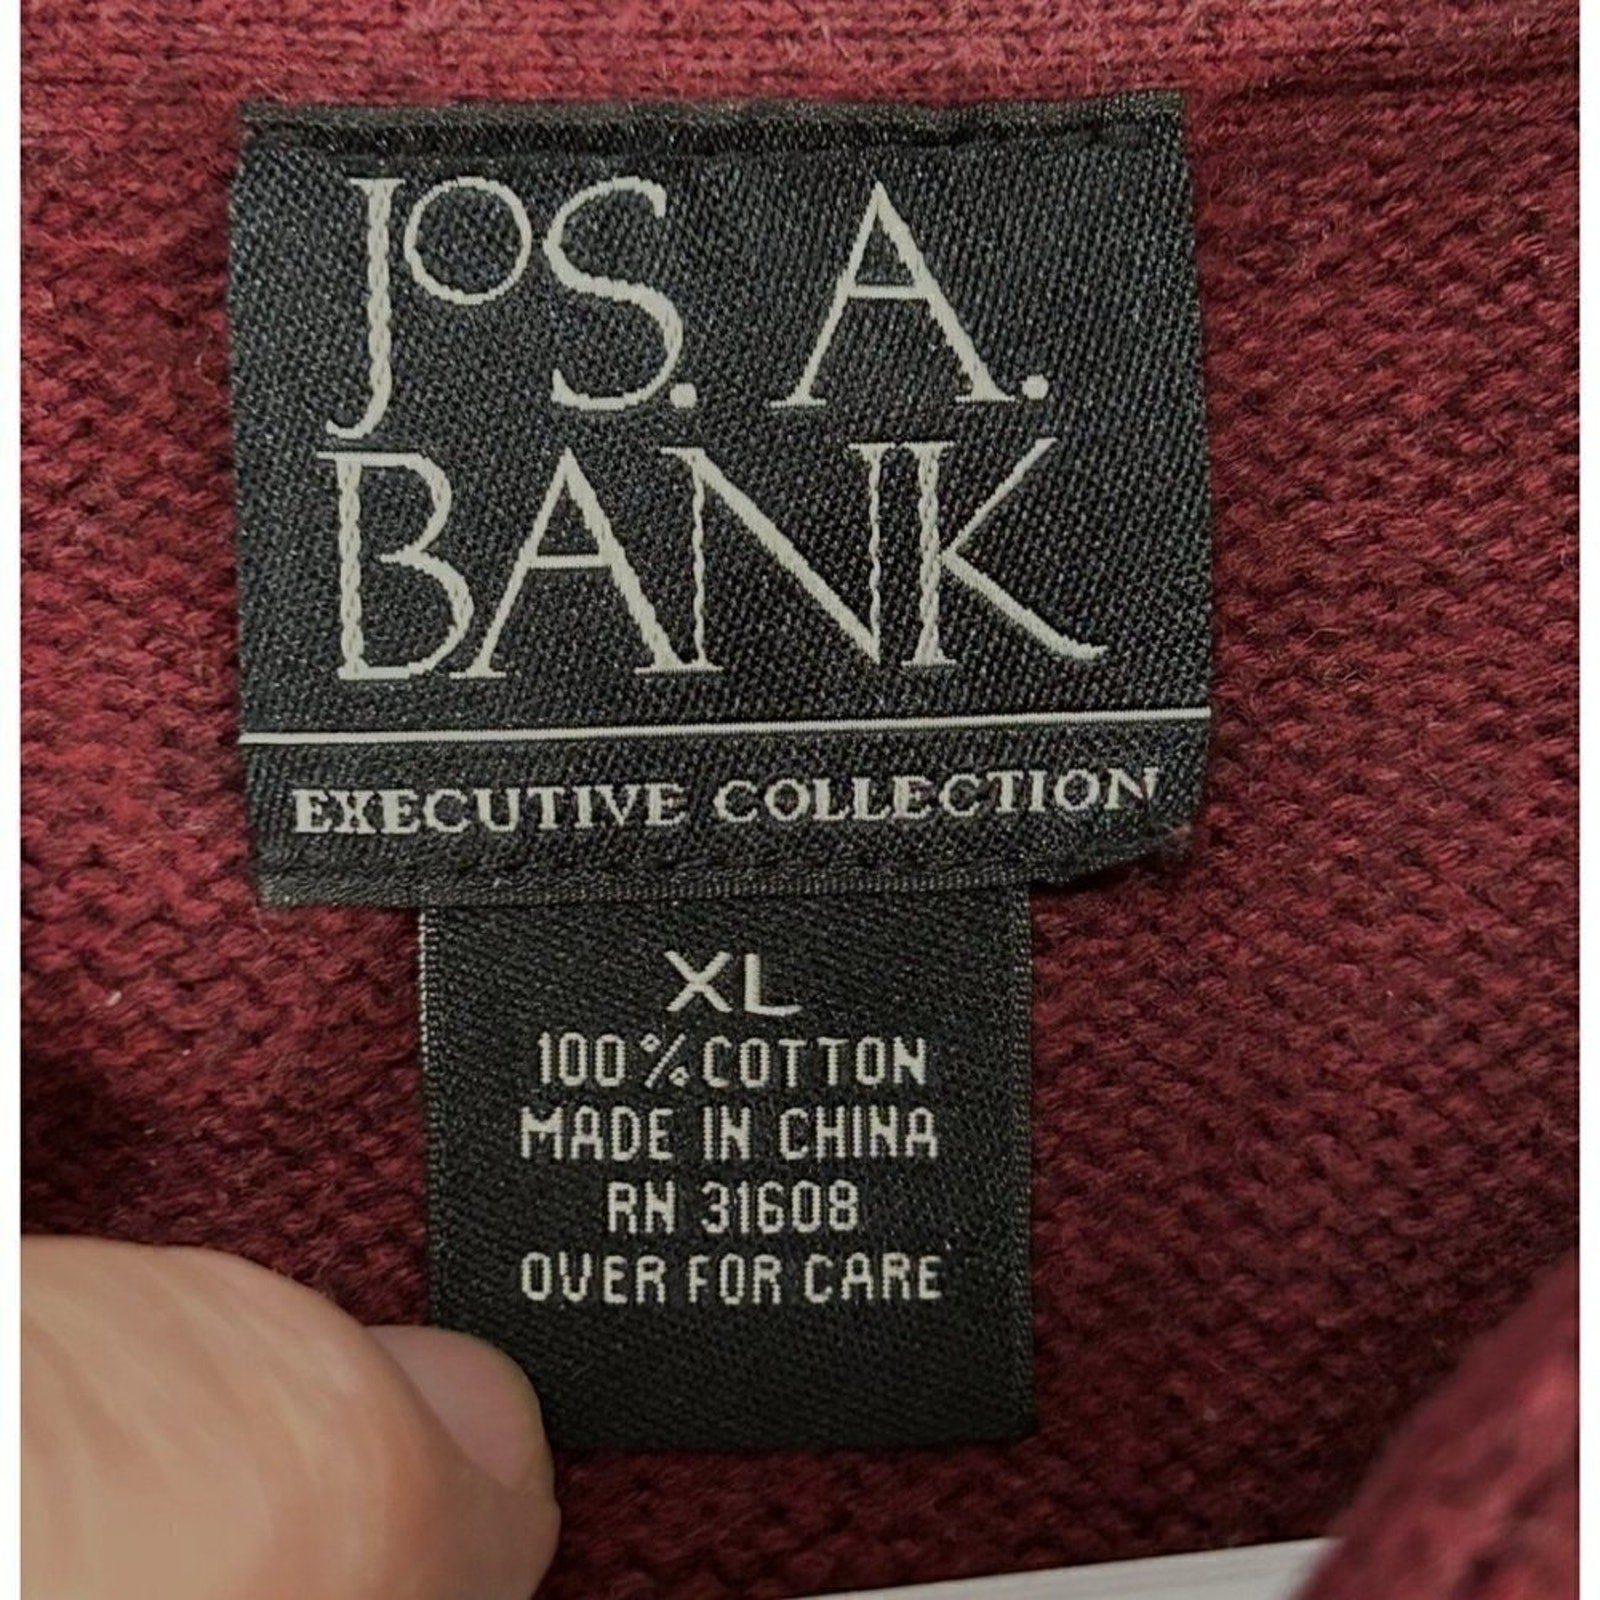 JOS. A.
BANK
EXECUTIVE COLLECTION
XL
100% COTTON
MADE IN CHINA
RN 31608
OVER FOR CARE